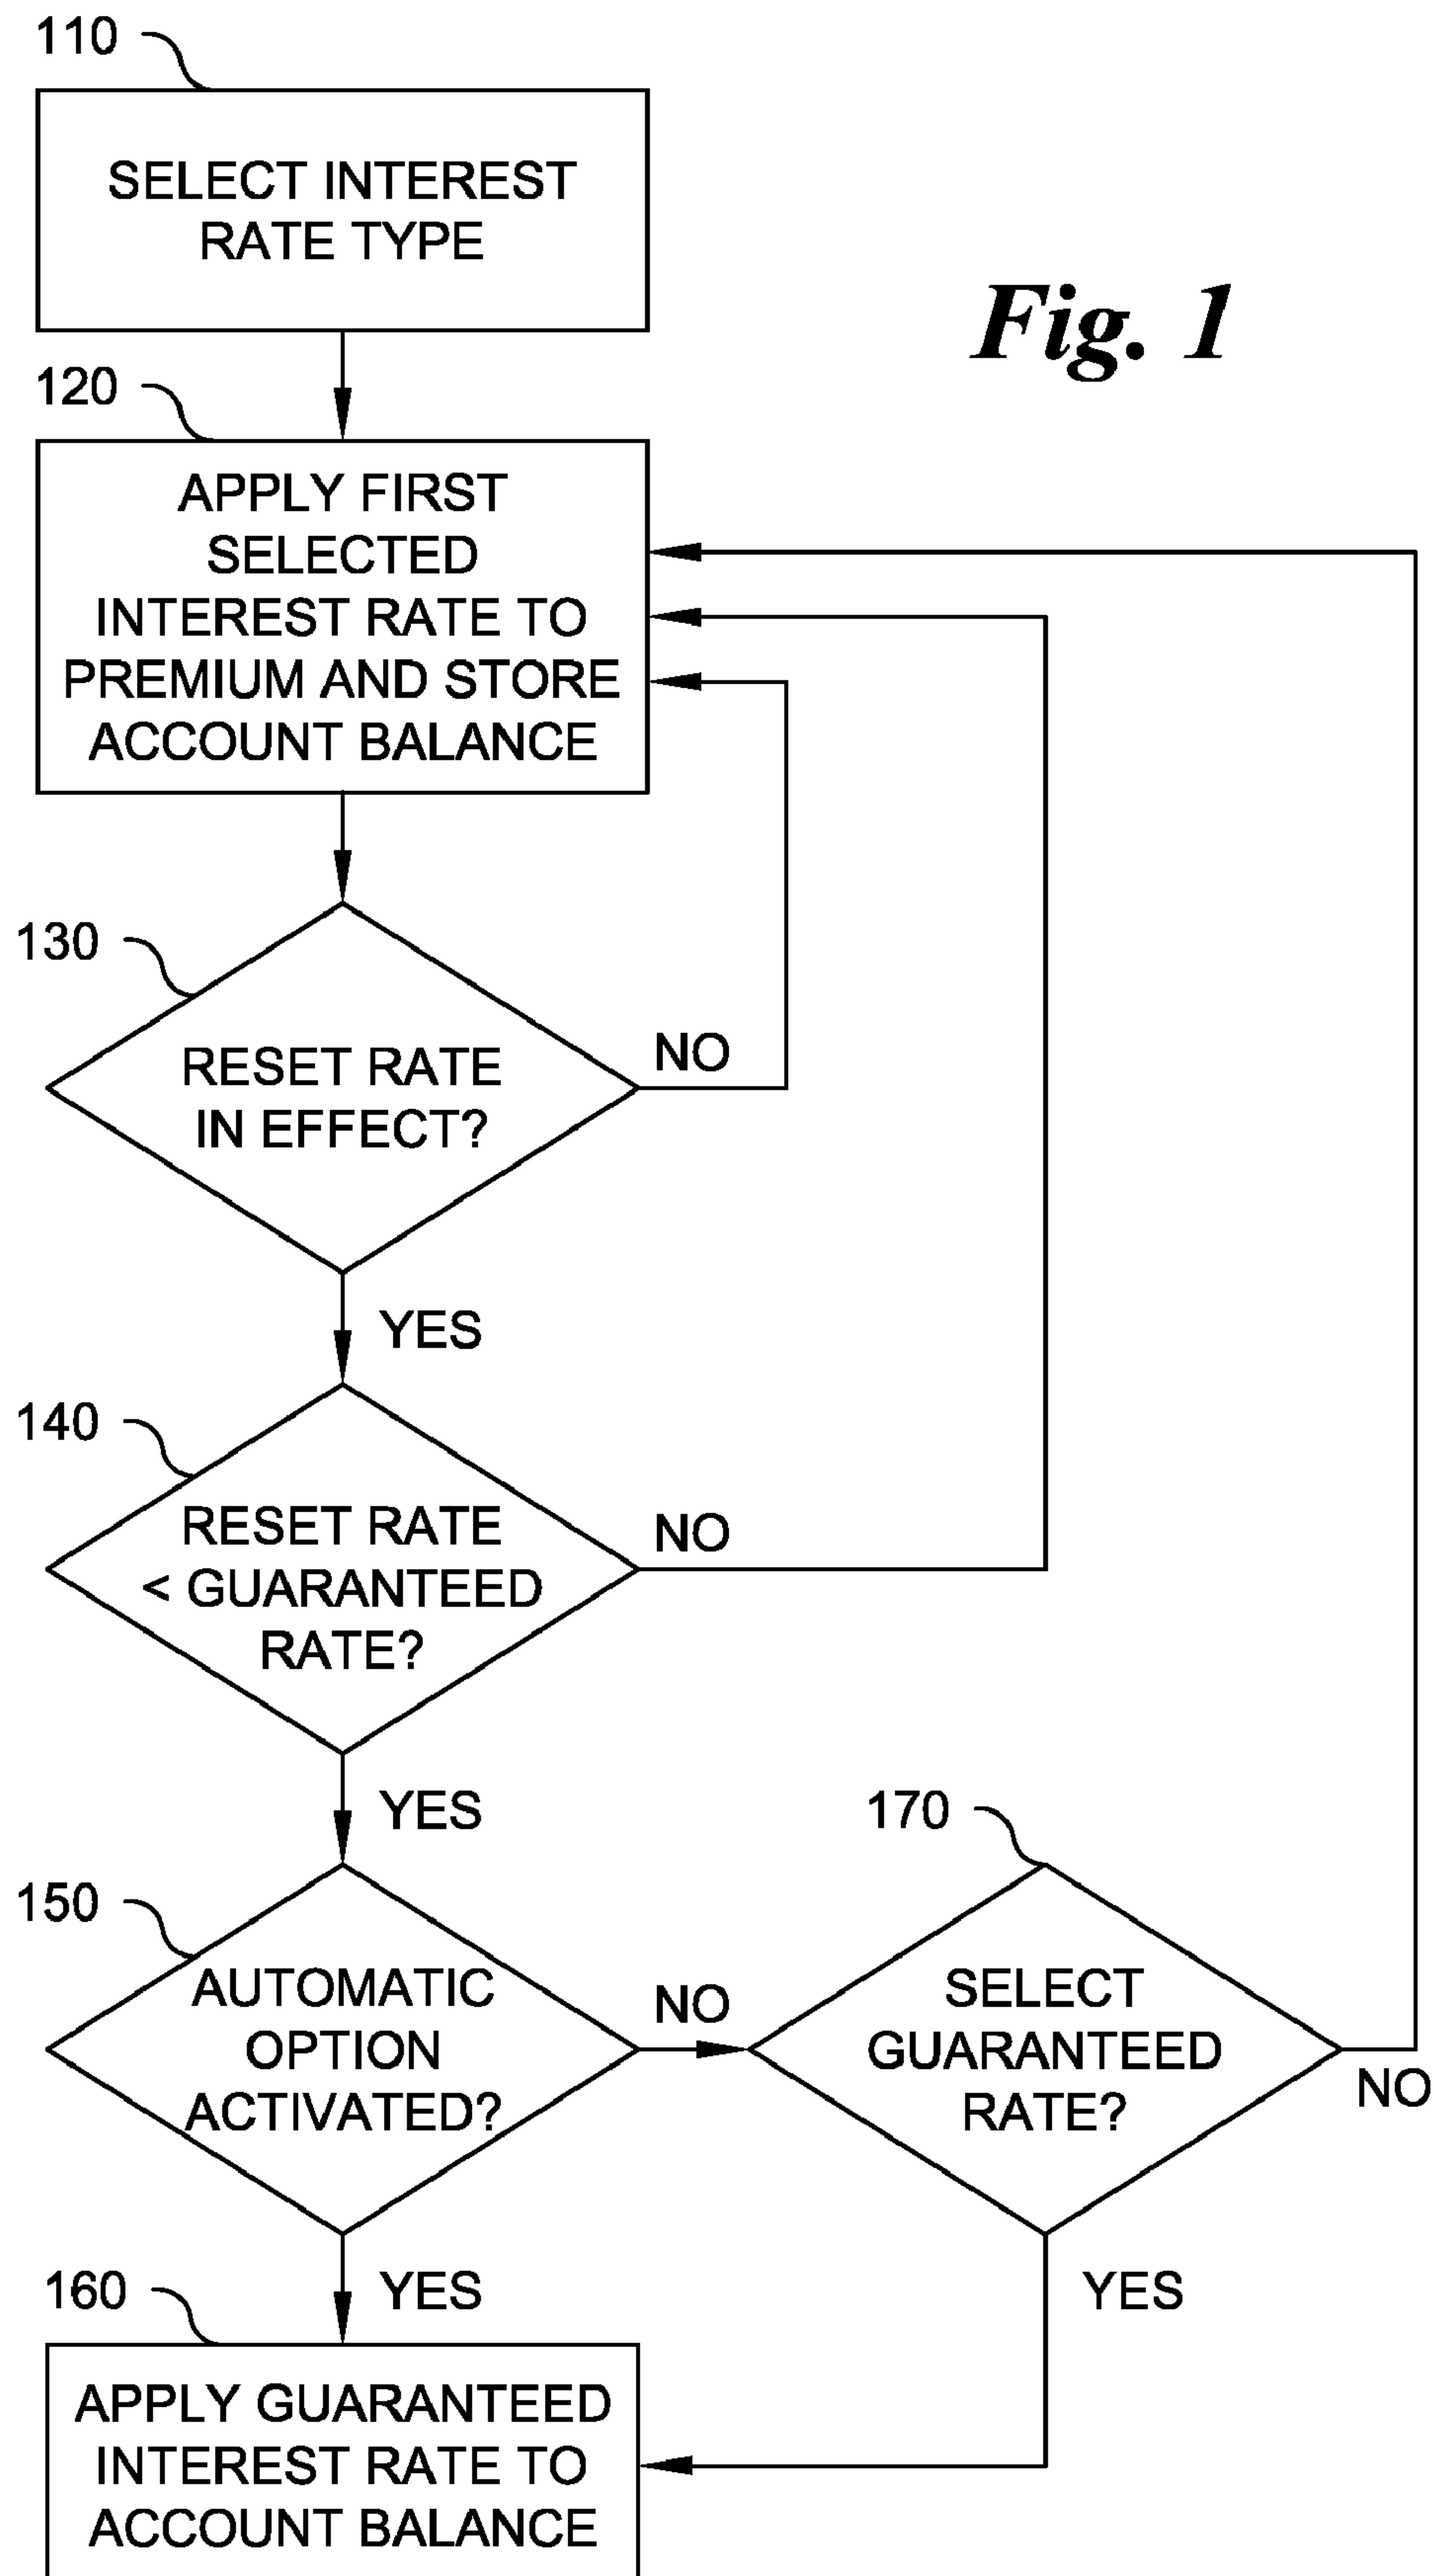 110
SELECT INTEREST
RATE TYPE
Fig. 1
120
APPLY FIRST
SELECTED
INTEREST RATE TO
PREMIUM AND STORE
ACCOUNT BALANCE
130
RESET RATE
IN EFFECT?
NO
YES
140
RESET RATE
< GUARANTEED
RATE?
NO
YES
150
AUTOMATIC
OPTION
ACTIVATED?
NO
170
SELECT
GUARANTEED
RATE?
NO
YES
YES
160
APPLY GUARANTEED
INTEREST RATE TO
ACCOUNT BALANCE